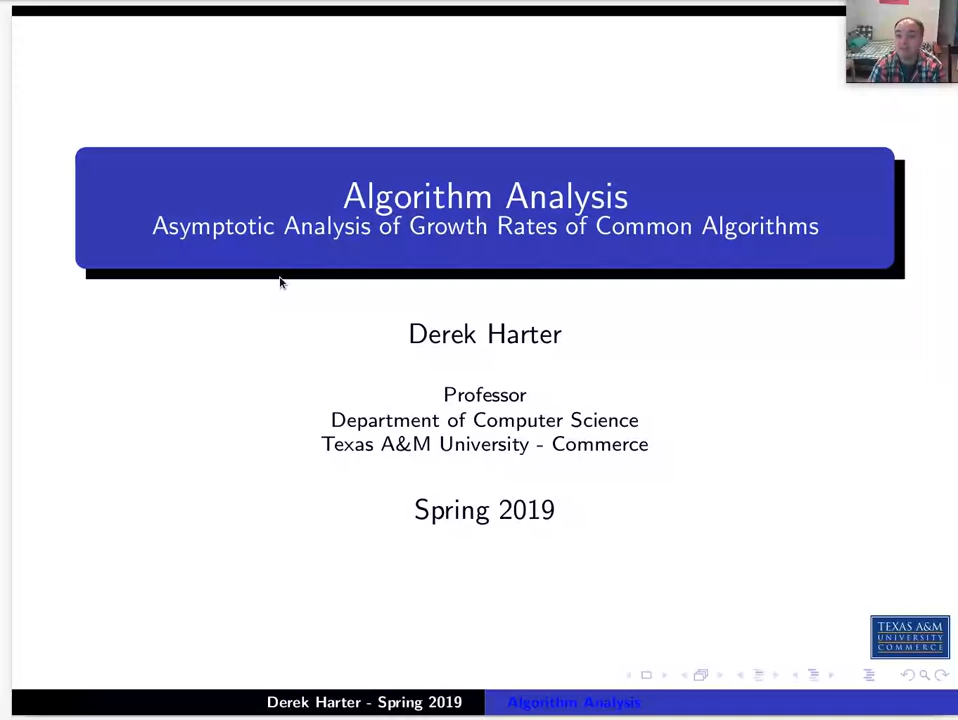 Algorithm Analysis
Asymptotic Analysis of Growth Rates of Common Algorithms
Derek Harter
Professor
Department of Computer Science
Texas A&M University - Commerce
Spring 2019
TEXAS A&M
UNIVERSITY
COMMERCE
Derek Harter - Spring 2019
Algorithm Analysis